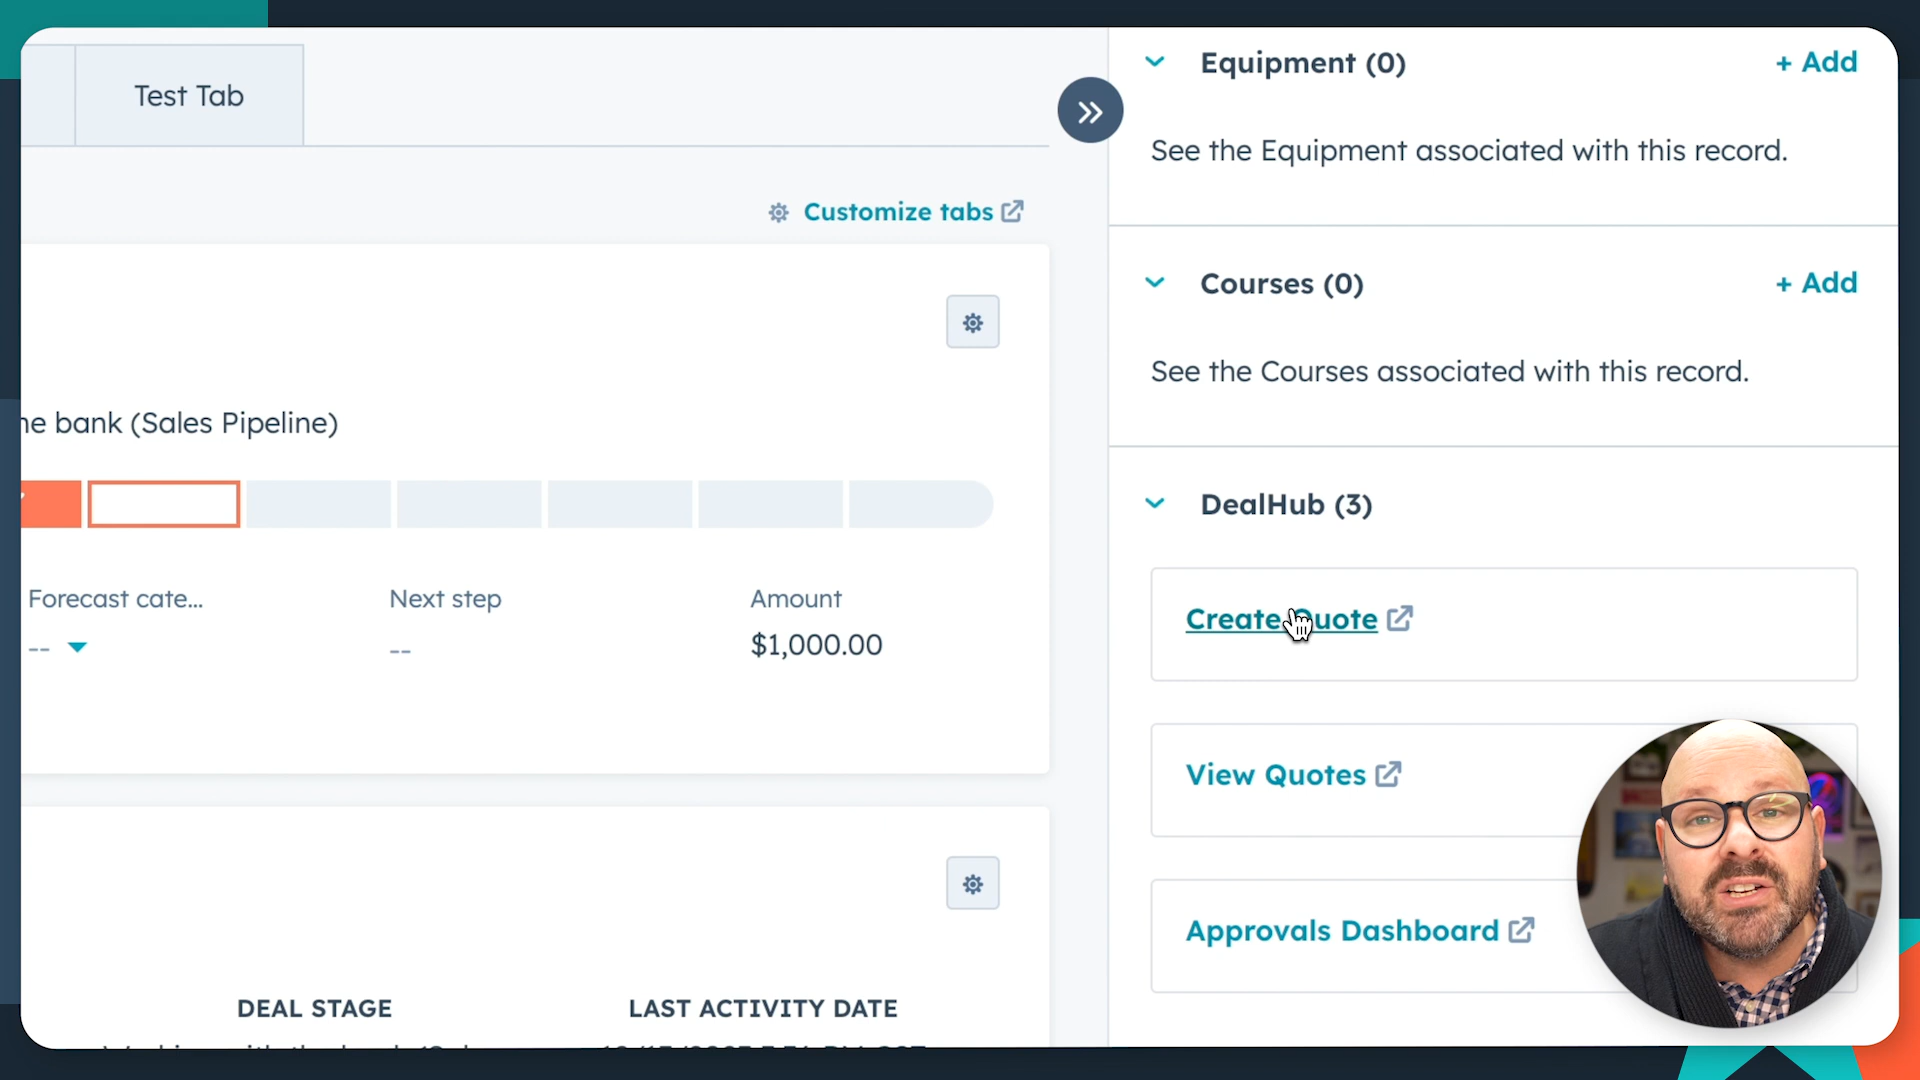 Test Tab
Customize tabs
ne bank (Sales Pipeline)
Forecast cate...
Next step
Amount
--
--
$1,000.00
DEAL STAGE
LAST ACTIVITY DATE
Equipment (0)
+ Add
See the Equipment associated with this record.
Courses (0)
+ Add
See the Courses associated with this record.
DealHub (3)
Create Quote
View Quotes
Approvals Dashboard